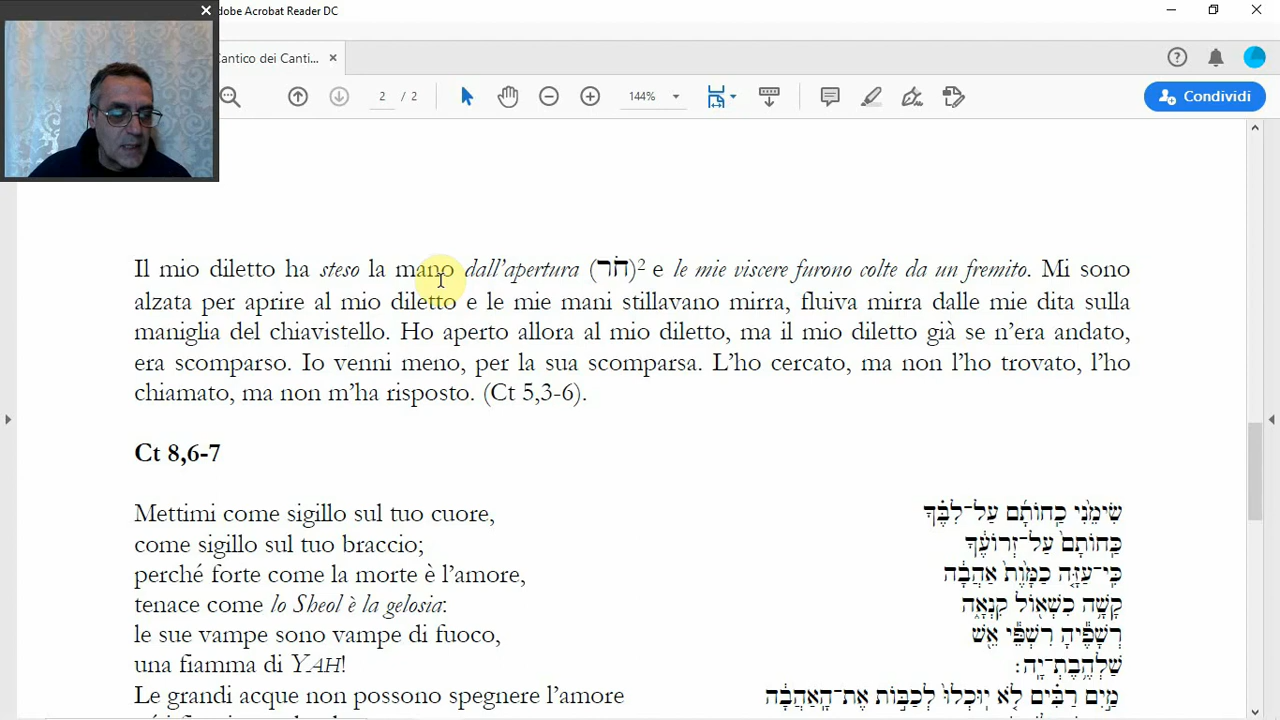 dobe Acrobat Reader DC
Cantico dei Canti...
2 / 2
144%
Condividi
Il mio diletto ha steso la mano dall'apertura (חֹר)2 e le mie viscere furono colte da un fremito. Mi sono
alzata per aprire al mio diletto e le mie mani stillavano mirra, fluiva mirra dalle mie dita sulla
maniglia del chiavistello. Ho aperto allora al mio diletto, ma il mio diletto già se n'era andato,
era scomparso. Io venni meno, per la sua scomparsa. L'ho cercato, ma non l'ho trovato, l'ho
chiamato, ma non m'ha risposto. (Ct 5,3-6).
Ct 8,6-7
Mettimi come sigillo sul tuo cuore, שִׂימֵ֨נִי כַֽחוֹתָ֜ם עַל־לִבֶּ֗ךָ
come sigillo sul tuo braccio; כַּֽחוֹתָם֙ עַל־זְרוֹעֶ֔ךָ
perché forte come la morte è l'amore, כִּֽי־עַזָּ֤ה כַמָּ֙וֶת֙ אַהֲבָ֔ה
tenace come lo Sheol è la gelosia: קָשָׁ֥ה כִשְׁא֖וֹל קִנְאָ֑ה
le sue vampe sono vampe di fuoco, רְשָׁפֶ֕יהָ רִשְׁפֵּ֕י אֵ֖שׁ
una fiamma di YAH! שַׁלְהֶ֥בֶתְ־יָֽה׃
Le grandi acque non possono spegnere l'amore מַ֣יִם רַבִּ֗ים לֹ֤א יֽוּכְלוּ֙ לְכַבּ֣וֹת אֶת־הָֽאַהֲבָ֔ה